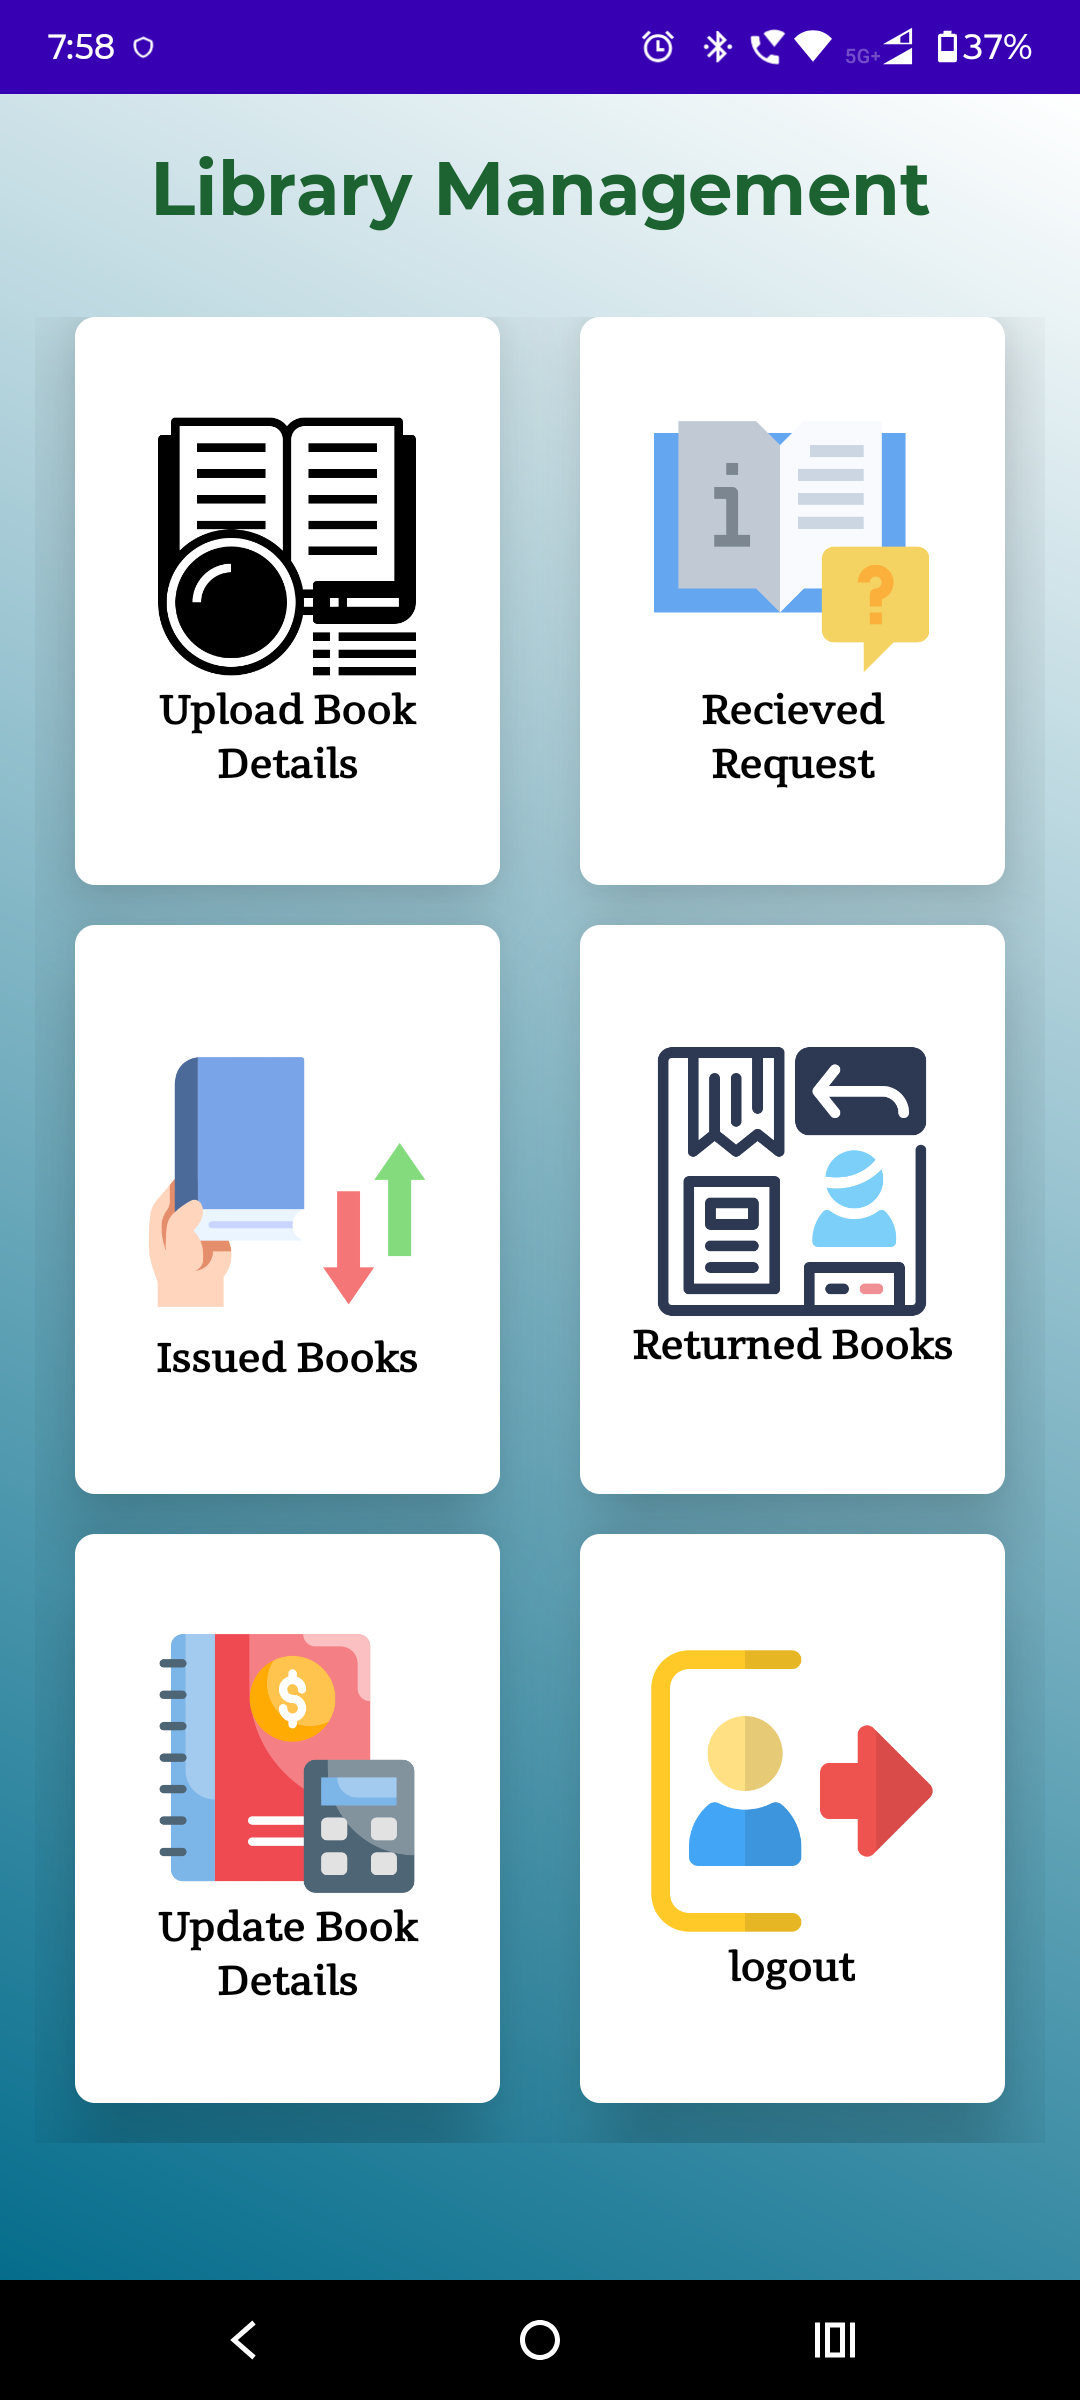 7:58
5G+
37%
Library Management
Upload Book
Details
Recieved
Request
Issued Books
Returned Books
Update Book
Details
logout